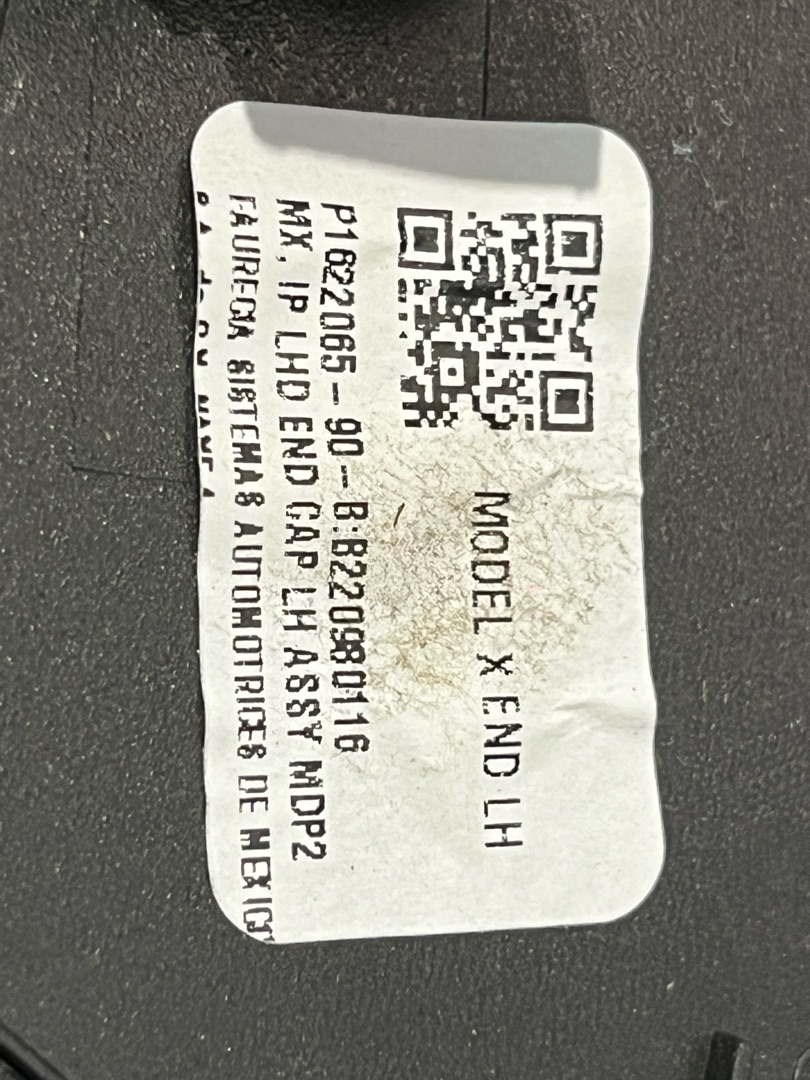 MODEL X END LH
P1622065-90--B:B220980116
MX, IP LHD END CAP LH ASSY MDP2
FAURECIA SISTEMAS AUTOMOTRICES DE MEXICO